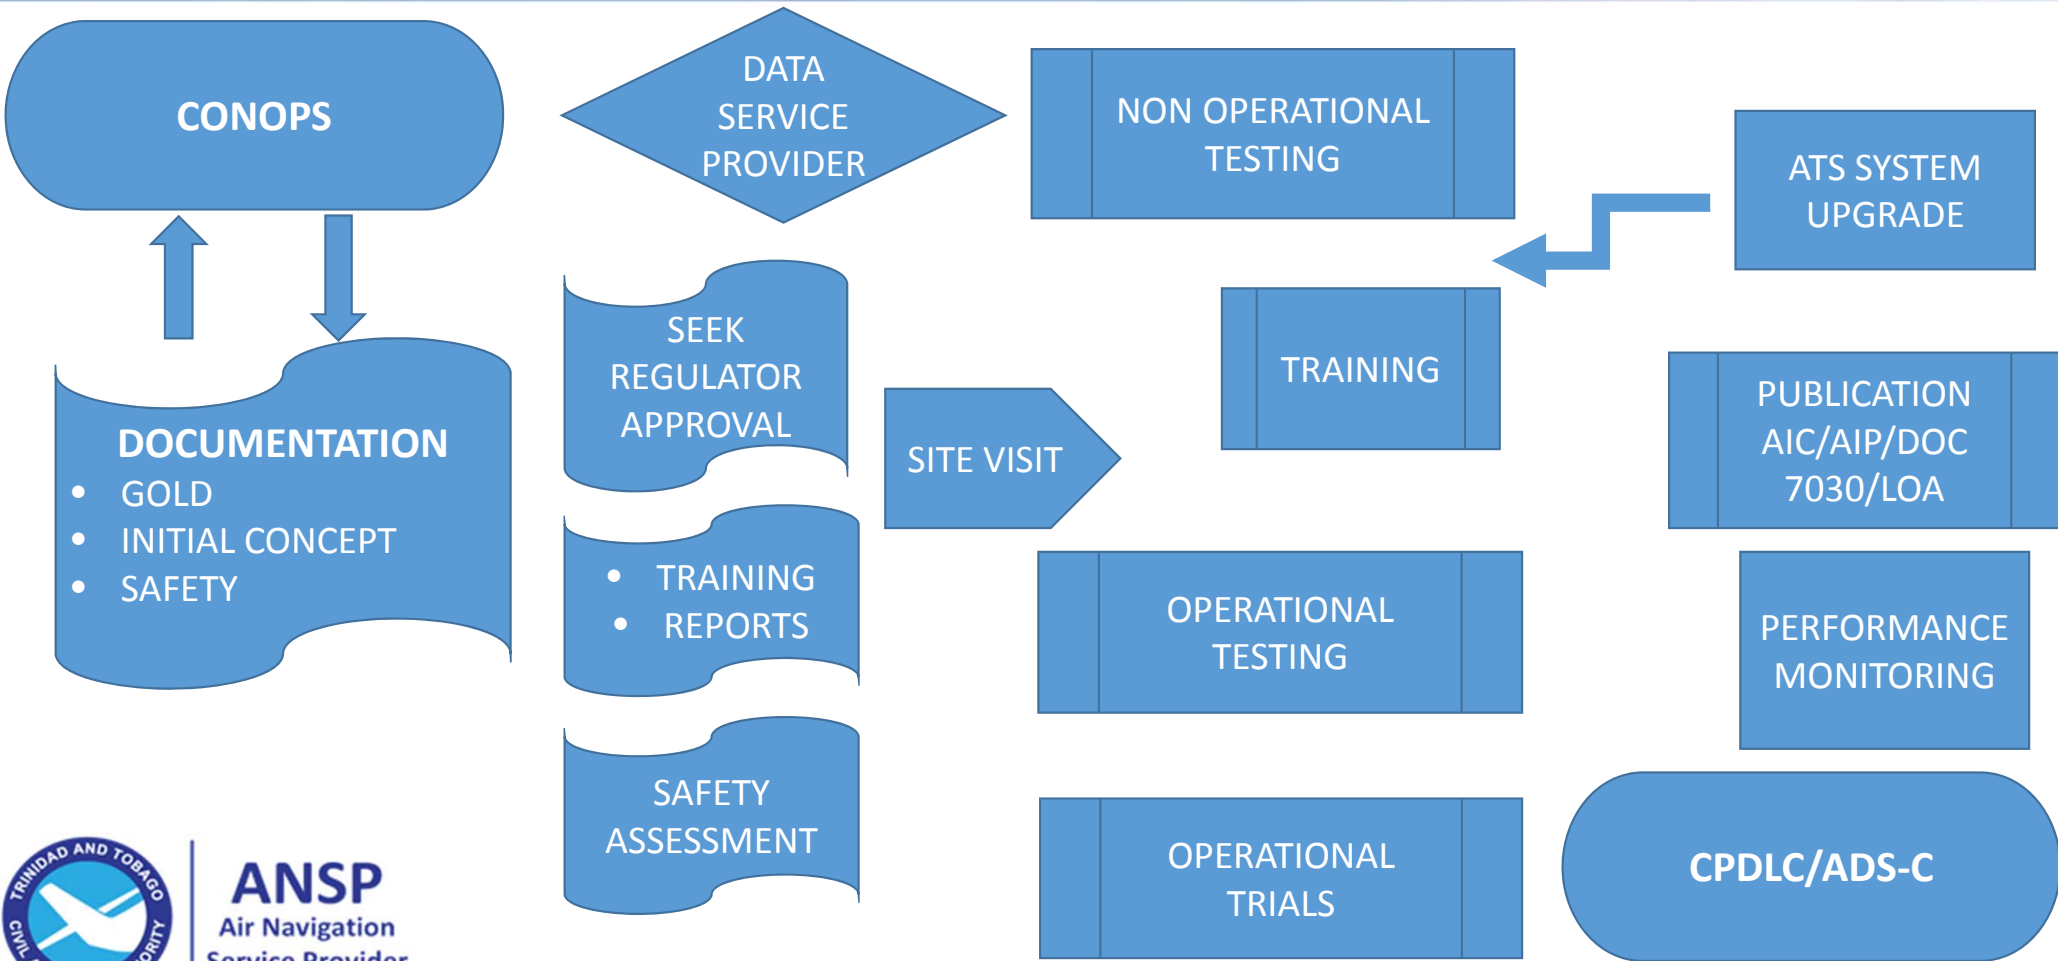 CONOPS
DOCUMENTATION
• GOLD
• INITIAL CONCEPT
• SAFETY
DATA
SERVICE
PROVIDER
SEEK
REGULATOR
APPROVAL
• TRAINING
• REPORTS
SAFETY
ASSESSMENT
SITE VISIT
NON OPERATIONAL
TESTING
TRAINING
OPERATIONAL
TESTING
OPERATIONAL
TRIALS
ATS SYSTEM
UPGRADE
PUBLICATION
AIC/AIP/DOC
7030/LOA
PERFORMANCE
MONITORING
CPDLC/ADS-C
TRINIDAD AND TOBAGO
ANSP
Air Navigation
Service Provider